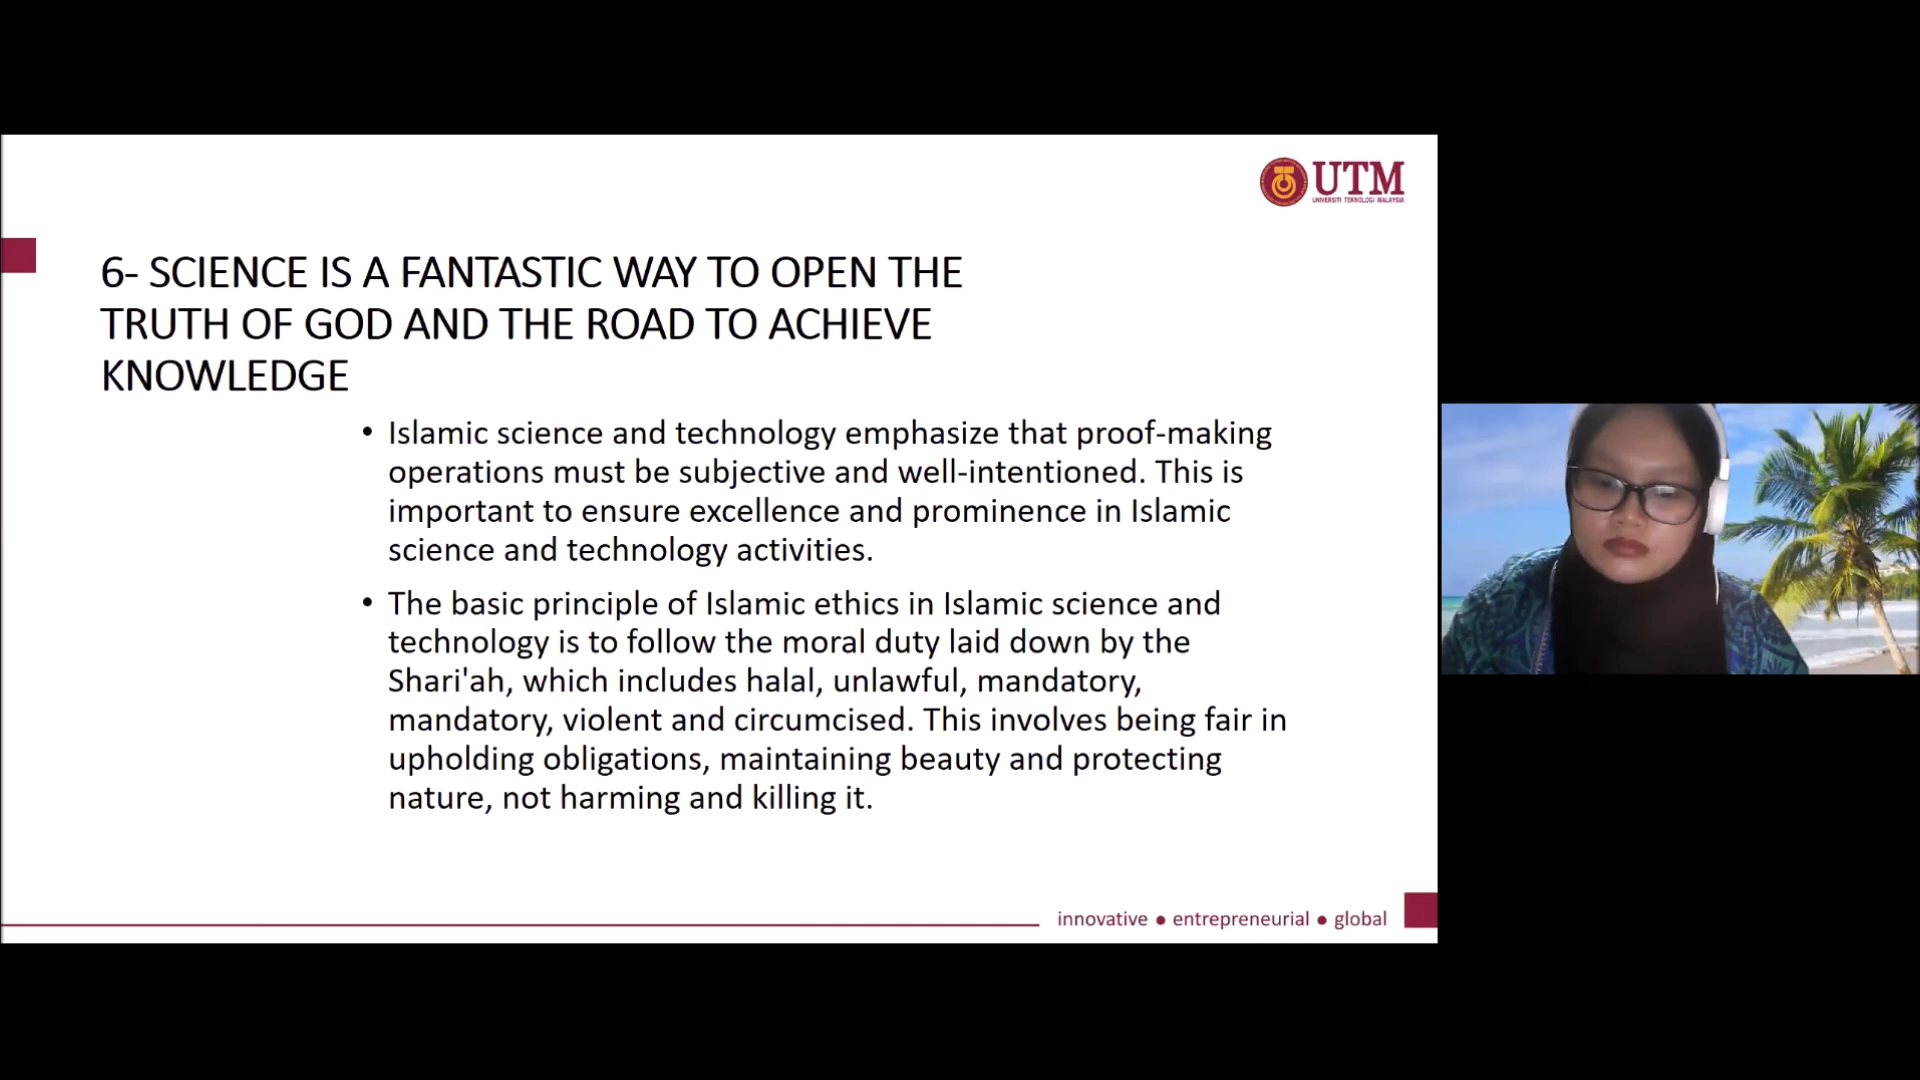 UTM
UNIVERSITI TEKNOLOGI MALAYSIA
6- SCIENCE IS A FANTASTIC WAY TO OPEN THE
TRUTH OF GOD AND THE ROAD TO ACHIEVE
KNOWLEDGE
• Islamic science and technology emphasize that proof-making
operations must be subjective and well-intentioned. This is
important to ensure excellence and prominence in Islamic
science and technology activities.
• The basic principle of Islamic ethics in Islamic science and
technology is to follow the moral duty laid down by the
Shari'ah, which includes halal, unlawful, mandatory,
mandatory, violent and circumcised. This involves being fair in
upholding obligations, maintaining beauty and protecting
nature, not harming and killing it.
innovative ● entrepreneurial ● global